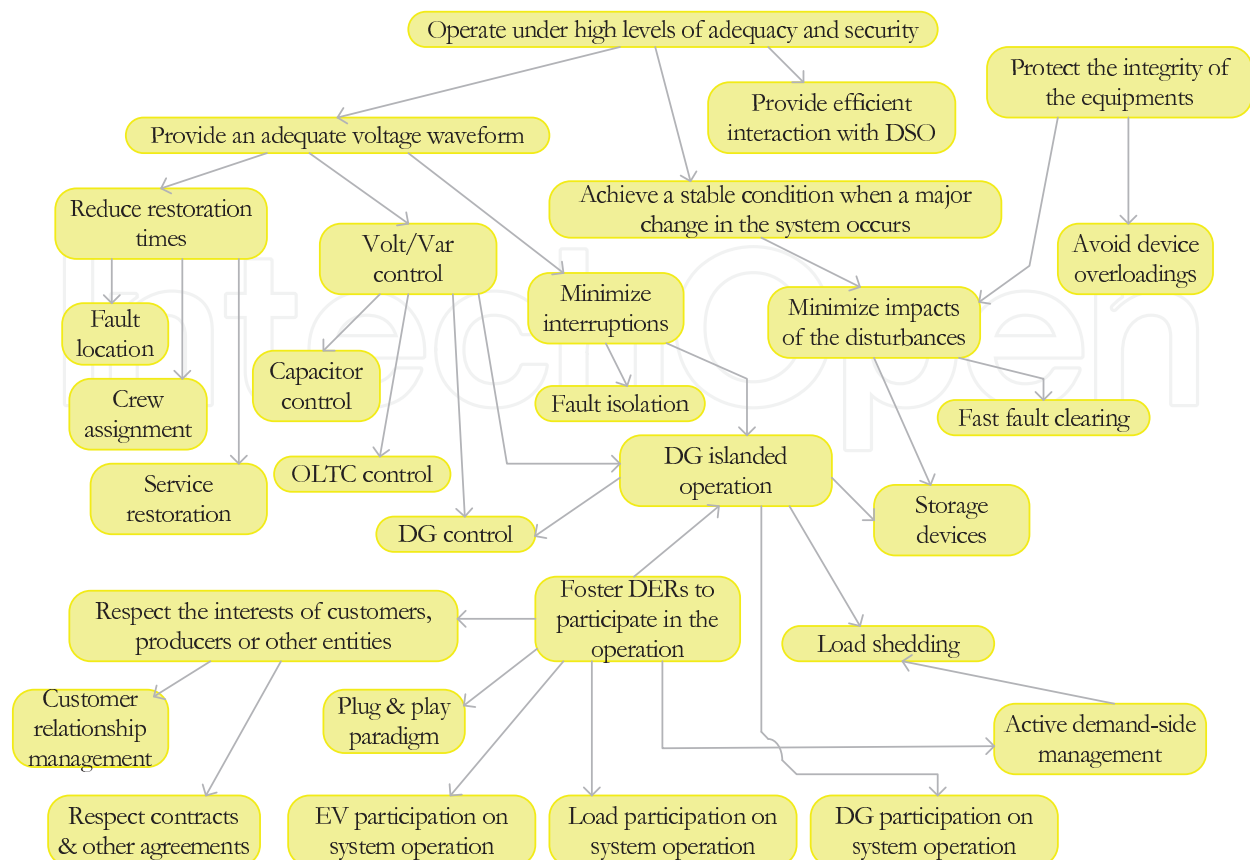 Operate under high levels of adequacy and security
Protect the integrity of
the equipments
Provide efficient
interaction with DSO
Provide an adequate voltage waveform
Achieve a stable condition when a major
change in the system occurs
Reduce restoration
times
Volt/Var
control
Avoid device
overloadings
Minimize
interruptions
Minimize impacts
of the disturbances
Fault
location
Capacitor
control
Crew
assignment
Fault isolation
Fast fault clearing
DG islanded
operation
OLTC control
Service
restoration
Storage
devices
DG control
Foster DERs to
participate in the
operation
Respect the interests of customers,
producers or other entities
Load shedding
Customer
relationship
management
Plug & play
paradigm
Active demand-side
management
Respect contracts
& other agreements
EV participation on
system operation
Load participation on
system operation
DG participation on
system operation
IntechOpen